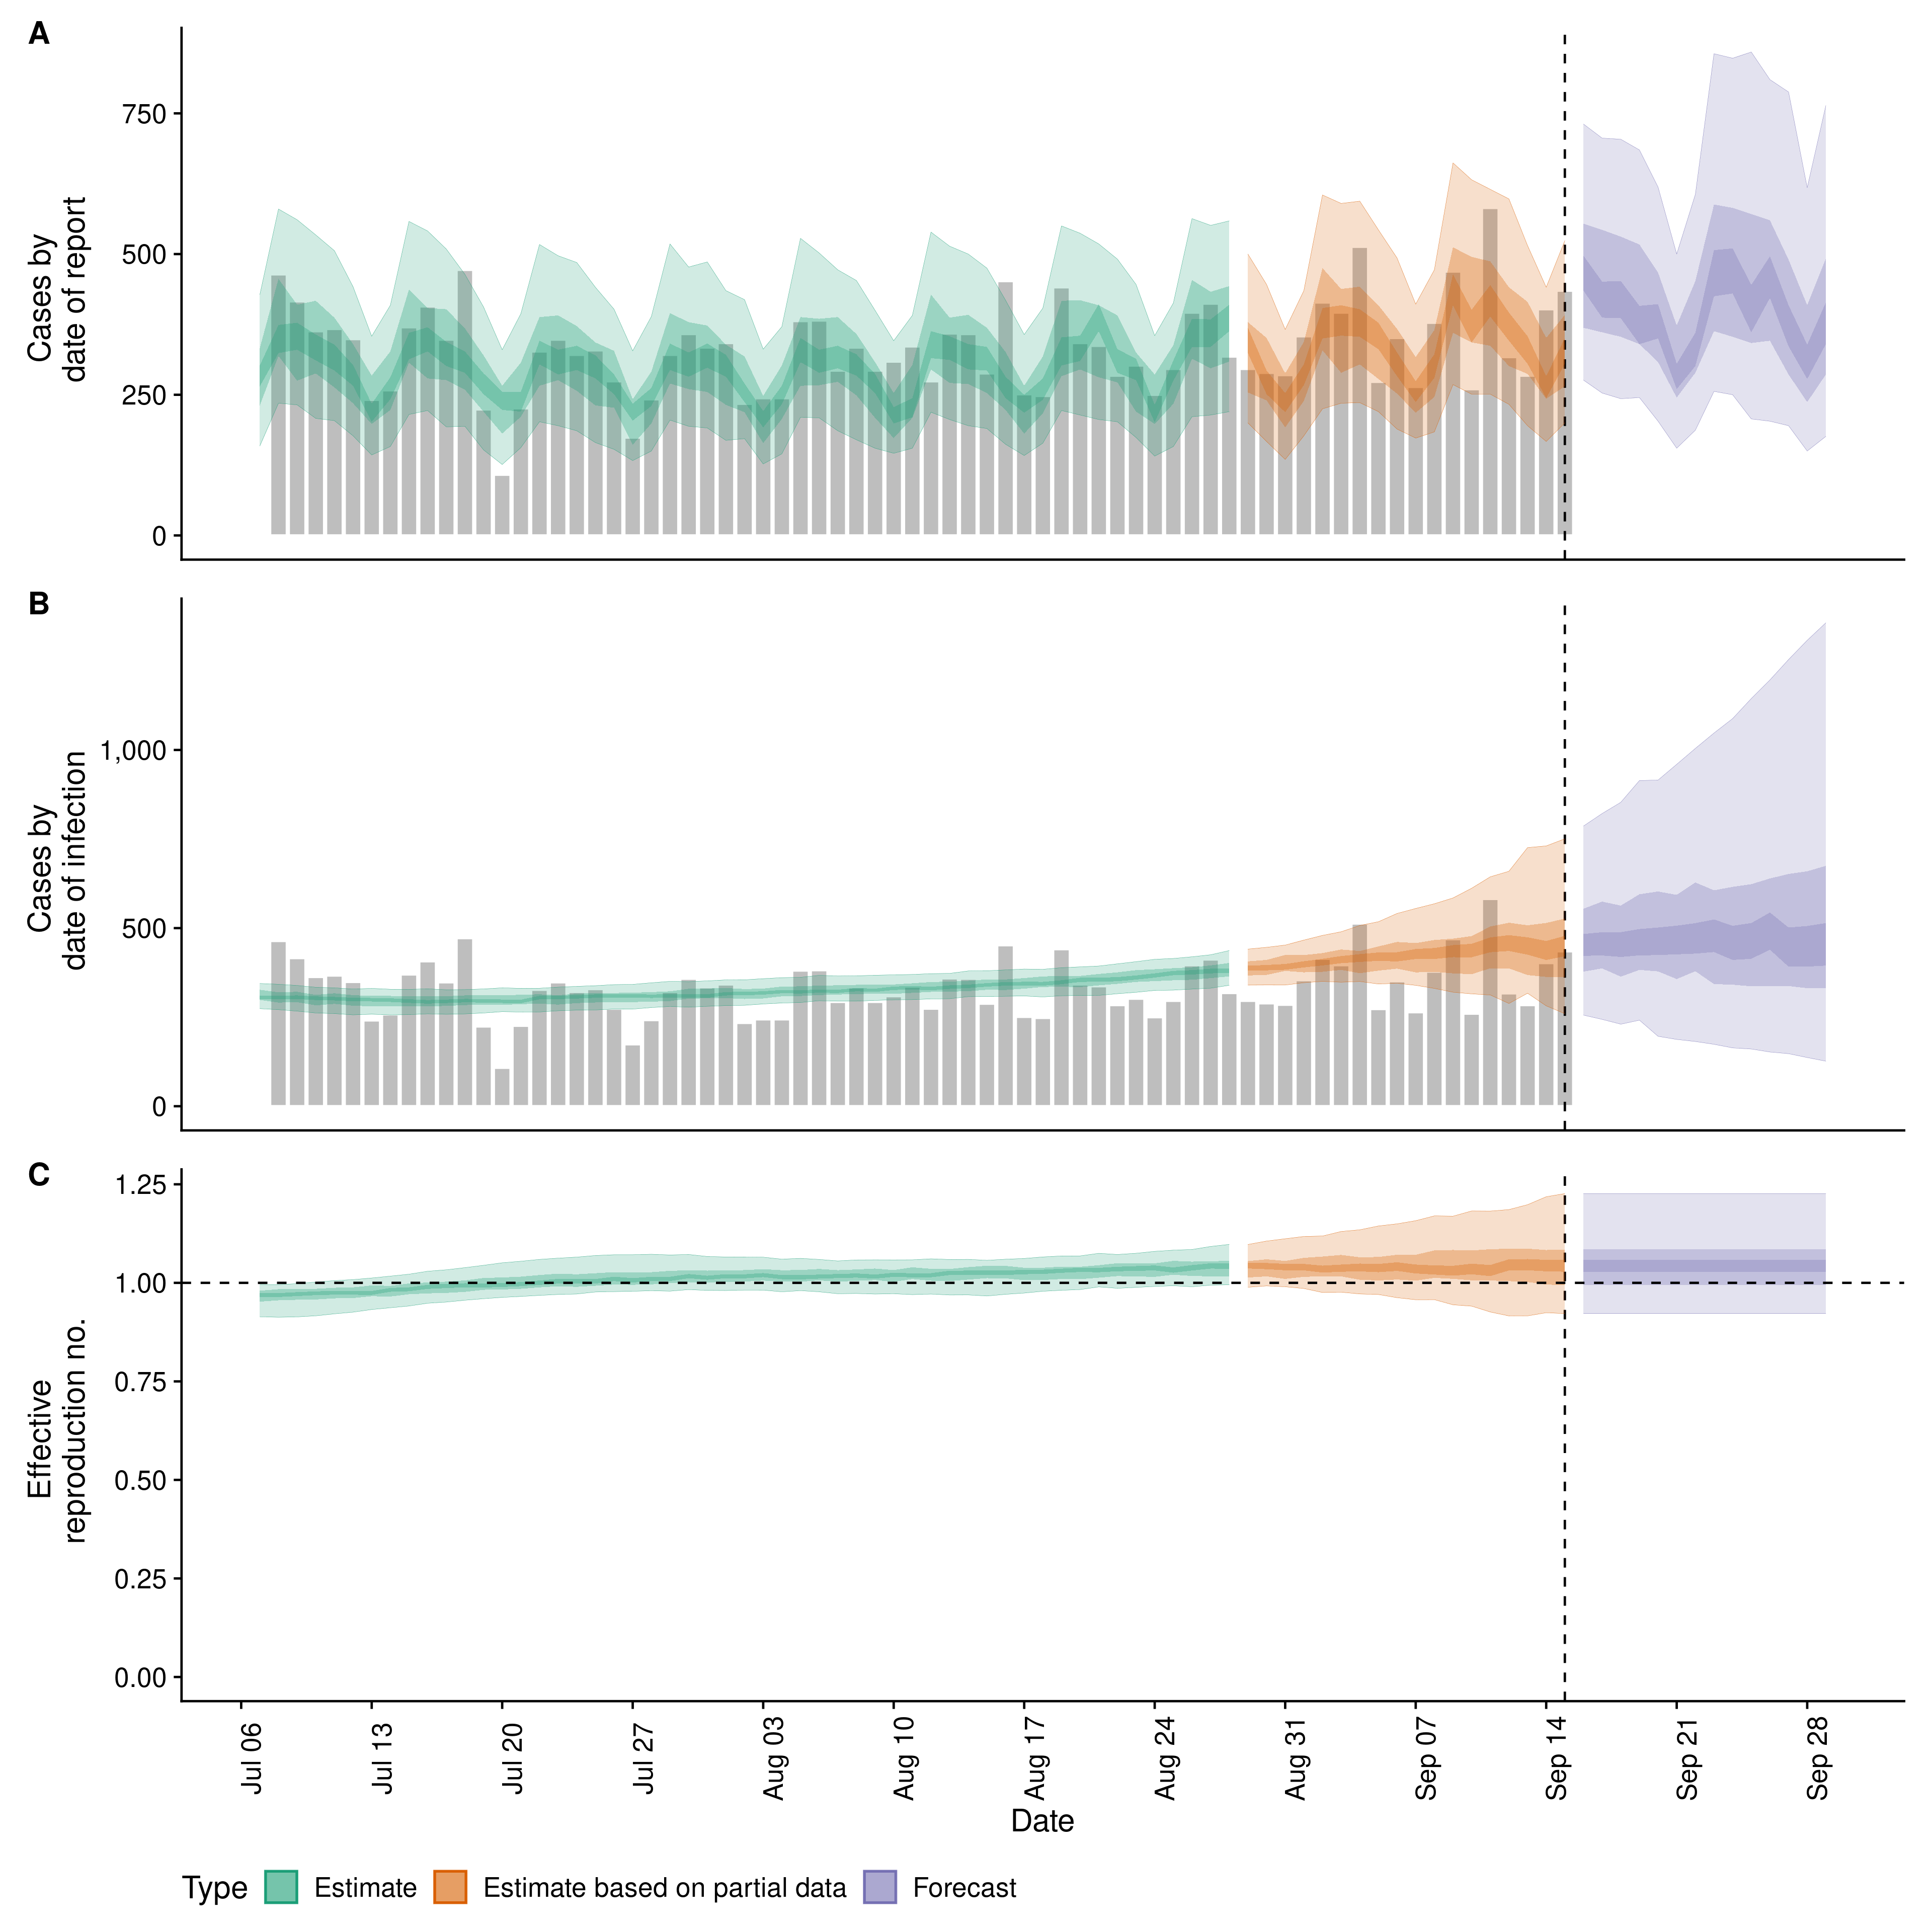 A
Cases by
date of report
750
500
250
0
B
Cases by
date of infection
1,000
500
0
C
Effective
reproduction no.
1.25
1.00
0.75
0.50
0.25
0.00
Jul 06
Jul 13
Jul 20
Jul 27
Aug 03
Aug 10
Aug 17
Aug 24
Aug 31
Sep 07
Sep 14
Sep 21
Sep 28
Date
Type
Estimate
Estimate based on partial data
Forecast